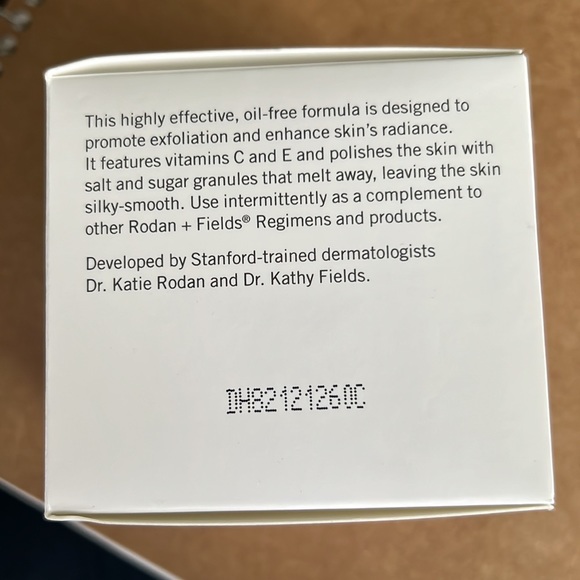 This highly effective, oil-free formula is designed to
promote exfoliation and enhance skin's radiance.
It features vitamins C and E and polishes the skin with
salt and sugar granules that melt away, leaving the skin
silky-smooth. Use intermittently as a complement to
other Rodan + Fields® Regimens and products.
Developed by Stanford-trained dermatologists
Dr. Katie Rodan and Dr. Kathy Fields.
DH82121260C